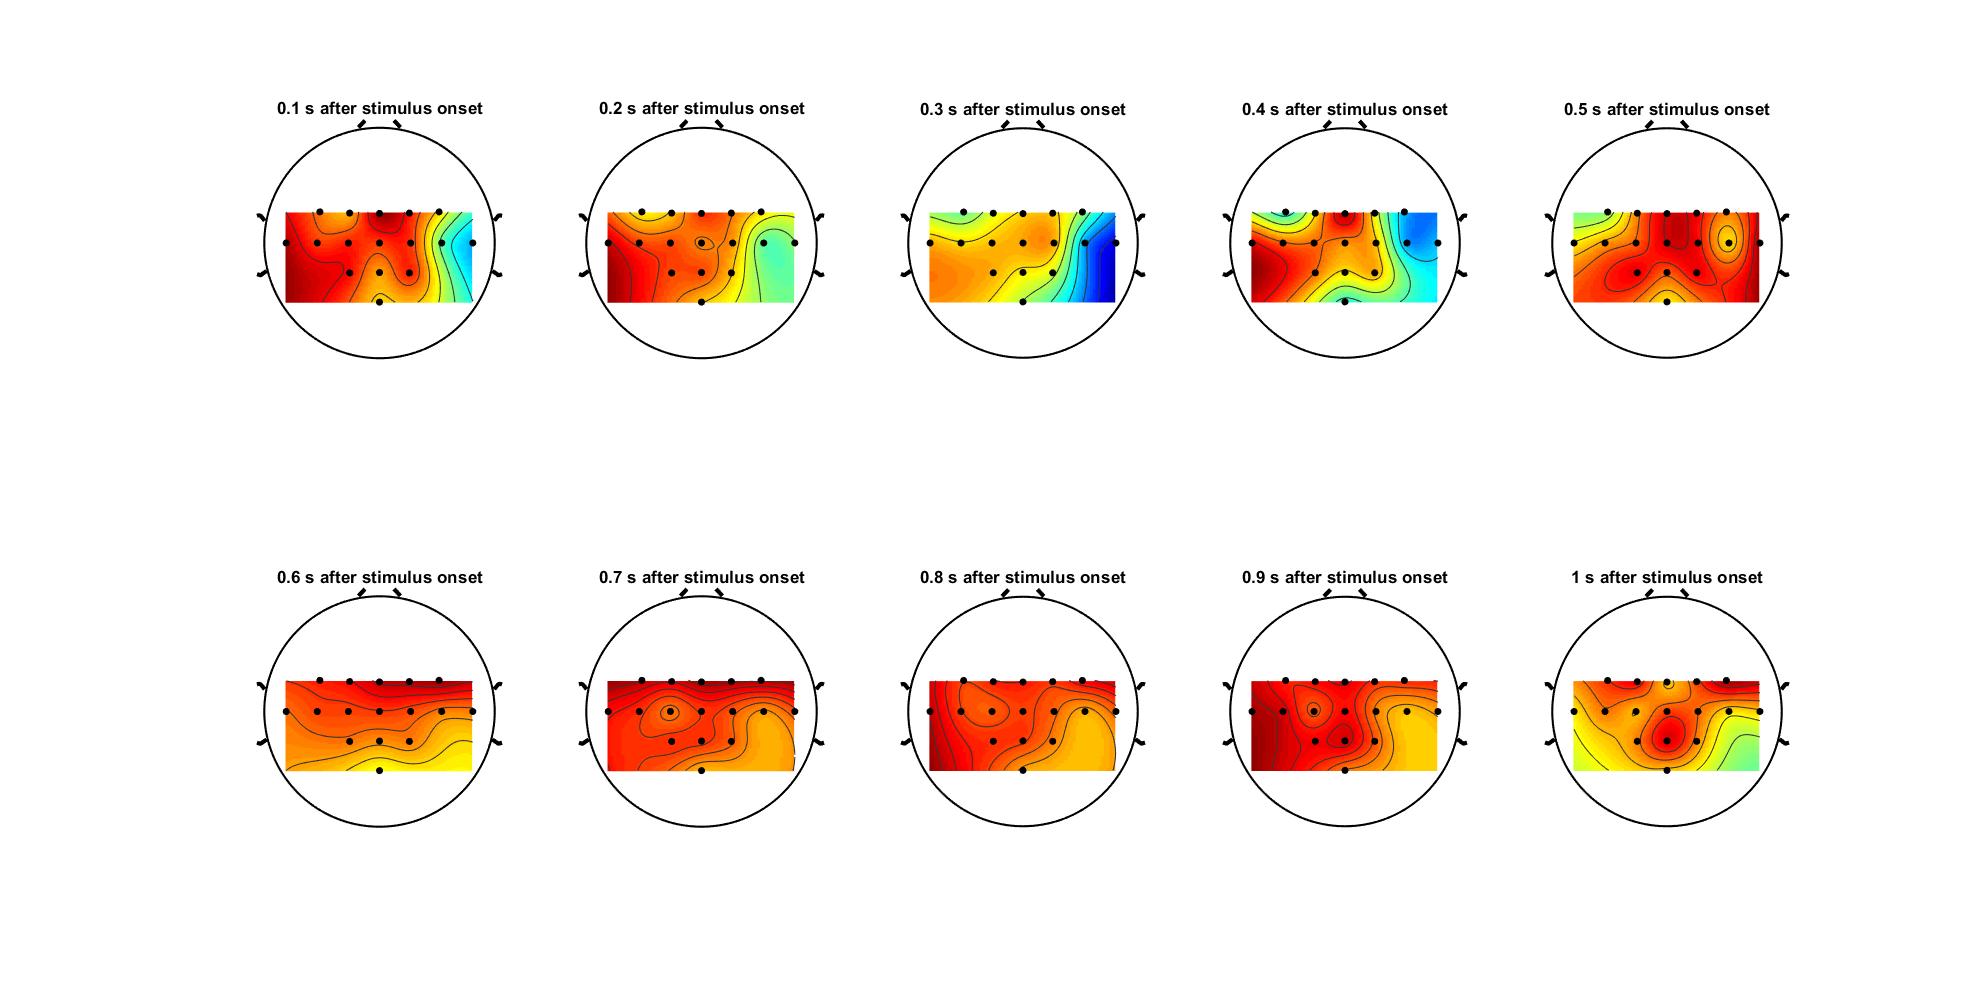 0.1 s after stimulus onset
0.2 s after stimulus onset
0.3 s after stimulus onset
0.4 s after stimulus onset
0.5 s after stimulus onset
0.6 s after stimulus onset
0.7 s after stimulus onset
0.8 s after stimulus onset
0.9 s after stimulus onset
1 s after stimulus onset